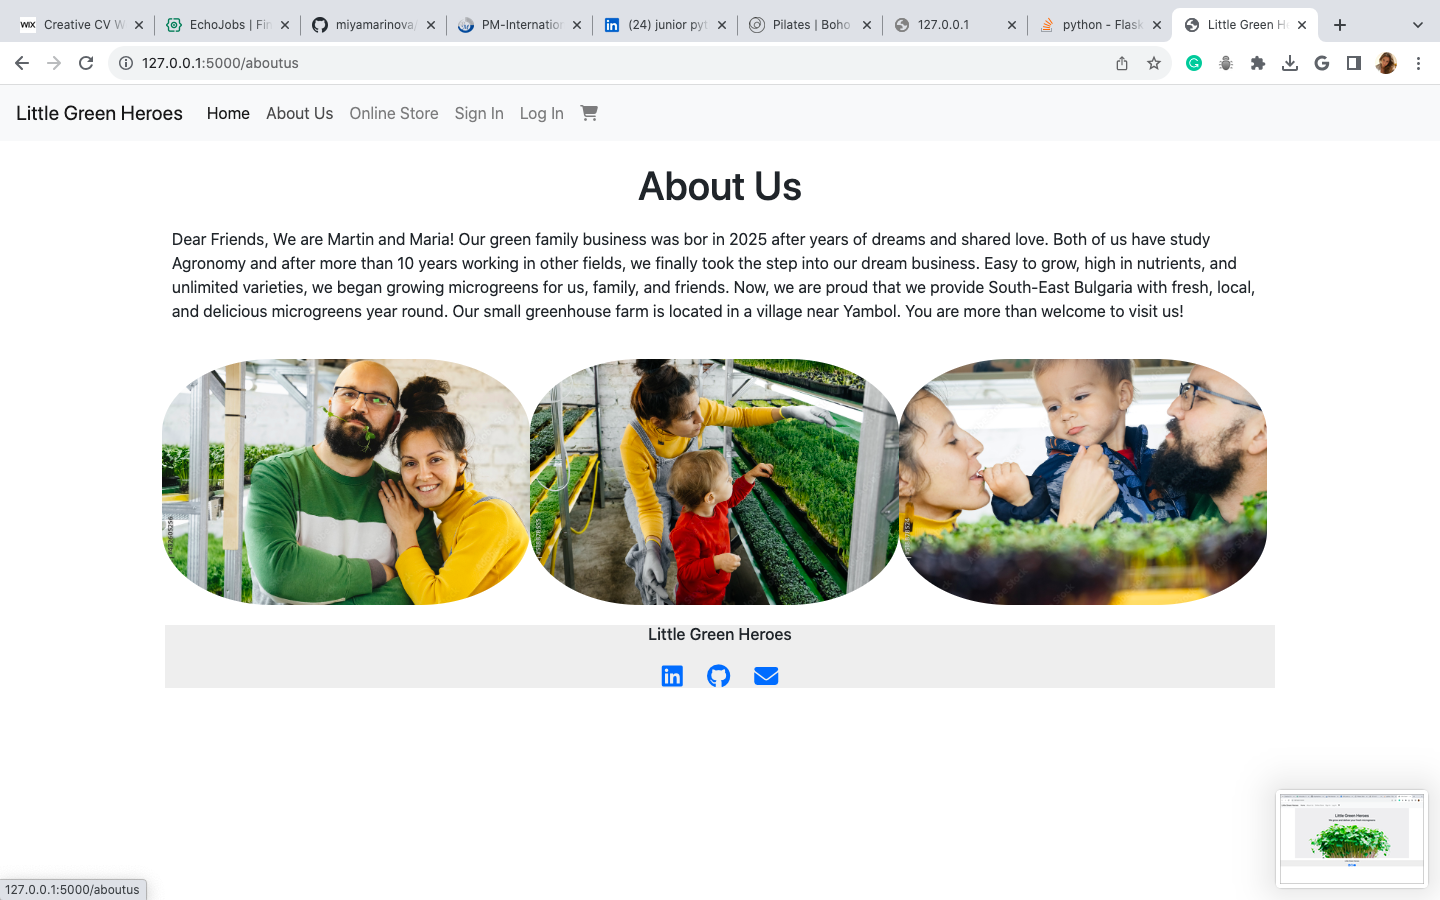 Creative CV W
EchoJobs | Fin
miyamarinova/
PM-Internation
(24) junior pyt
Pilates | Boho
127.0.0.1
python - Flask
Little Green He
127.0.0.1:5000/aboutus
Little Green Heroes Home About Us Online Store Sign In Log In
About Us
Dear Friends, We are Martin and Maria! Our green family business was bor in 2025 after years of dreams and shared love. Both of us have study
Agronomy and after more than 10 years working in other fields, we finally took the step into our dream business. Easy to grow, high in nutrients, and
unlimited varieties, we began growing microgreens for us, family, and friends. Now, we are proud that we provide South-East Bulgaria with fresh, local,
and delicious microgreens year round. Our small greenhouse farm is located in a village near Yambol. You are more than welcome to visit us!
Little Green Heroes
Little Green Heroes
127.0.0.1:5000/aboutus